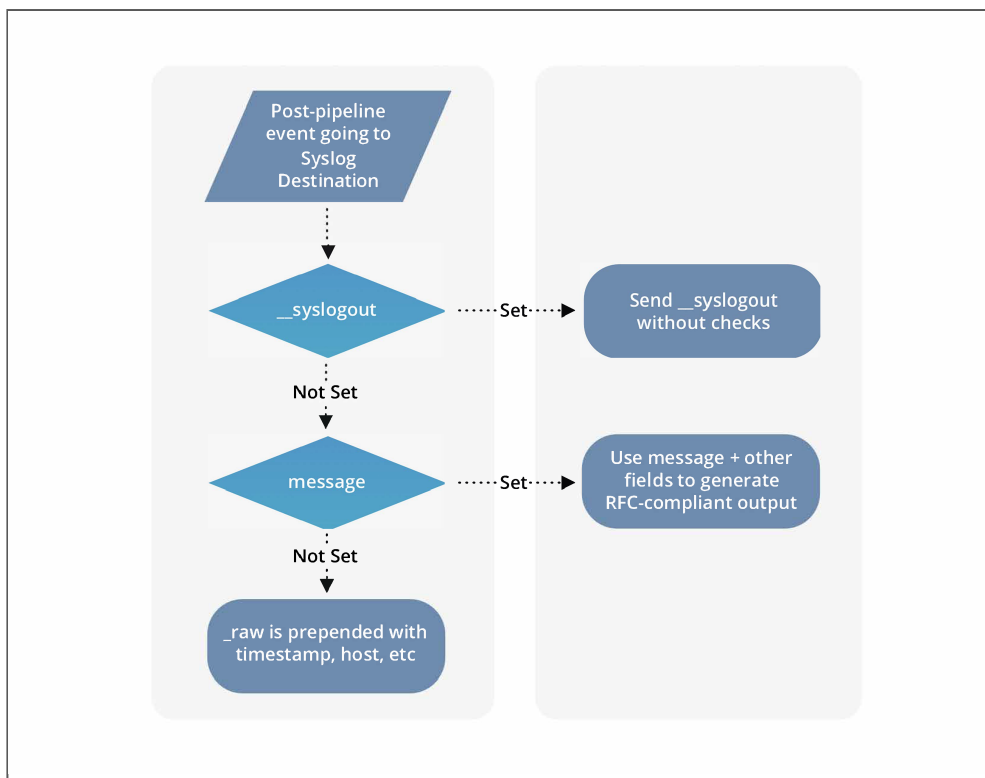 Post-pipeline
event going to
Syslog
Destination
__syslogout
Set
Send __syslogout
without checks
Not Set
message
Set
Use message + other
fields to generate
RFC-compliant output
Not Set
_raw is prepended with
timestamp, host, etc